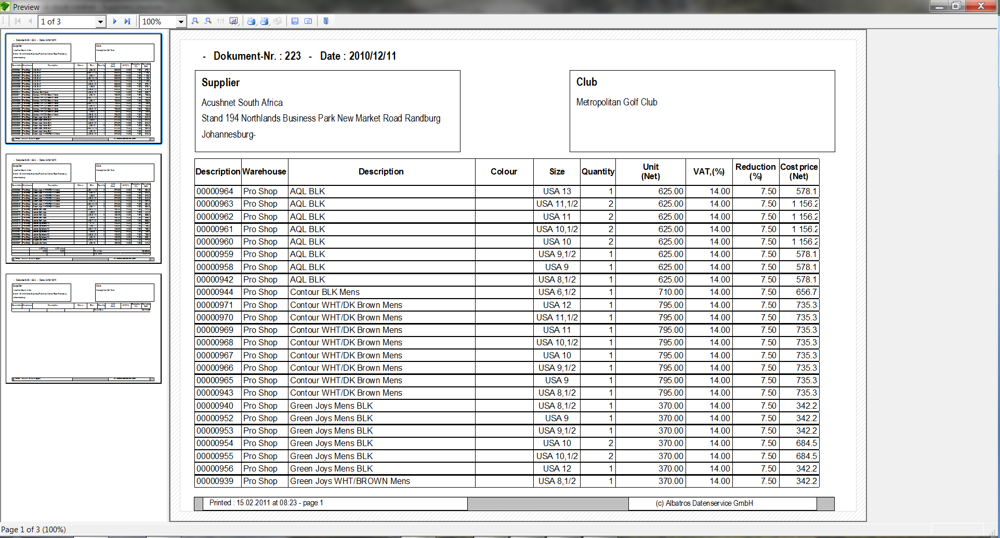 Preview
1 of 3
100%
1:1
- Dokument-Nr. : 223 - Date : 2010/12/11
Supplier
Acushnet South Africa
Stand 194 Northlands Business Park New Market Road Randburg
Johannesburg-
Club
Metropolitan Golf Club
Description Warehouse Description Colour Size Quantity Unit (Net) VAT,(%) Reduction (%) Cost price (Net)
00000964 Pro Shop AQL BLK USA 13 1 625.00 14.00 7.50 578.1
00000963 Pro Shop AQL BLK USA 11,1/2 2 625.00 14.00 7.50 1 156.2
00000962 Pro Shop AQL BLK USA 11 2 625.00 14.00 7.50 1 156.2
00000961 Pro Shop AQL BLK USA 10,1/2 2 625.00 14.00 7.50 1 156.2
00000960 Pro Shop AQL BLK USA 10 2 625.00 14.00 7.50 1 156.2
00000959 Pro Shop AQL BLK USA 9,1/2 1 625.00 14.00 7.50 578.1
00000958 Pro Shop AQL BLK USA 9 1 625.00 14.00 7.50 578.1
00000942 Pro Shop AQL BLK USA 8,1/2 1 625.00 14.00 7.50 578.1
00000944 Pro Shop Contour BLK Mens USA 6,1/2 1 710.00 14.00 7.50 656.7
00000971 Pro Shop Contour WHT/DK Brown Mens USA 12 1 795.00 14.00 7.50 735.3
00000970 Pro Shop Contour WHT/DK Brown Mens USA 11,1/2 1 795.00 14.00 7.50 735.3
00000969 Pro Shop Contour WHT/DK Brown Mens USA 11 1 795.00 14.00 7.50 735.3
00000968 Pro Shop Contour WHT/DK Brown Mens USA 10,1/2 1 795.00 14.00 7.50 735.3
00000967 Pro Shop Contour WHT/DK Brown Mens USA 10 1 795.00 14.00 7.50 735.3
00000966 Pro Shop Contour WHT/DK Brown Mens USA 9,1/2 1 795.00 14.00 7.50 735.3
00000965 Pro Shop Contour WHT/DK Brown Mens USA 9 1 795.00 14.00 7.50 735.3
00000943 Pro Shop Contour WHT/DK Brown Mens USA 8,1/2 1 795.00 14.00 7.50 735.3
00000940 Pro Shop Green Joys Mens BLK USA 8,1/2 1 370.00 14.00 7.50 342.2
00000952 Pro Shop Green Joys Mens BLK USA 9 1 370.00 14.00 7.50 342.2
00000953 Pro Shop Green Joys Mens BLK USA 9,1/2 1 370.00 14.00 7.50 342.2
00000954 Pro Shop Green Joys Mens BLK USA 10 2 370.00 14.00 7.50 684.5
00000955 Pro Shop Green Joys Mens BLK USA 10,1/2 2 370.00 14.00 7.50 684.5
00000956 Pro Shop Green Joys Mens BLK USA 12 1 370.00 14.00 7.50 342.2
00000939 Pro Shop Green Joys WHT/BROWN Mens USA 8,1/2 1 370.00 14.00 7.50 342.2
Printed : 15.02.2011 at 08:23 - page 1
(c) Albatros Datenservice GmbH
Page 1 of 3 (100%)